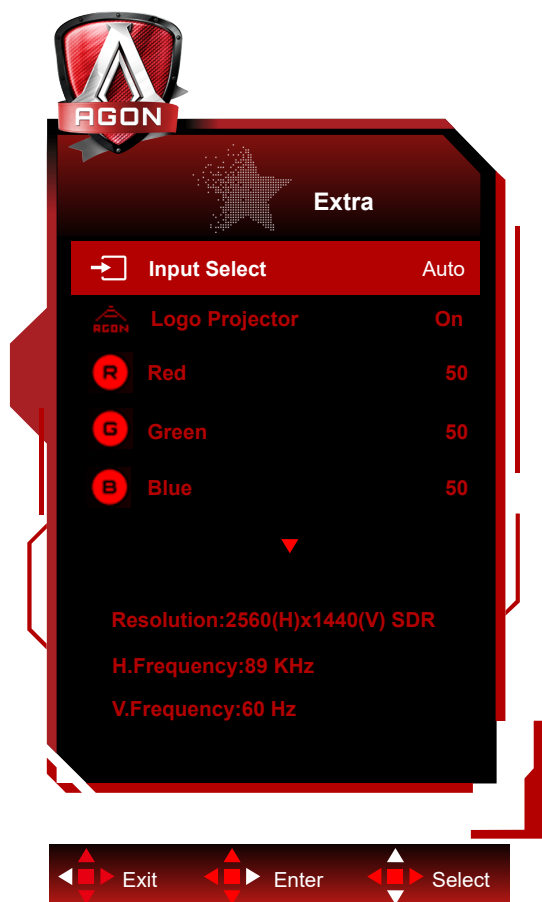 AGON
Extra
Input Select Auto
AGON Logo Projector On
R Red 50
G Green 50
B Blue 50
Resolution:2560(H)x1440(V) SDR
H.Frequency:89 KHz
V.Frequency:60 Hz
Exit Enter Select